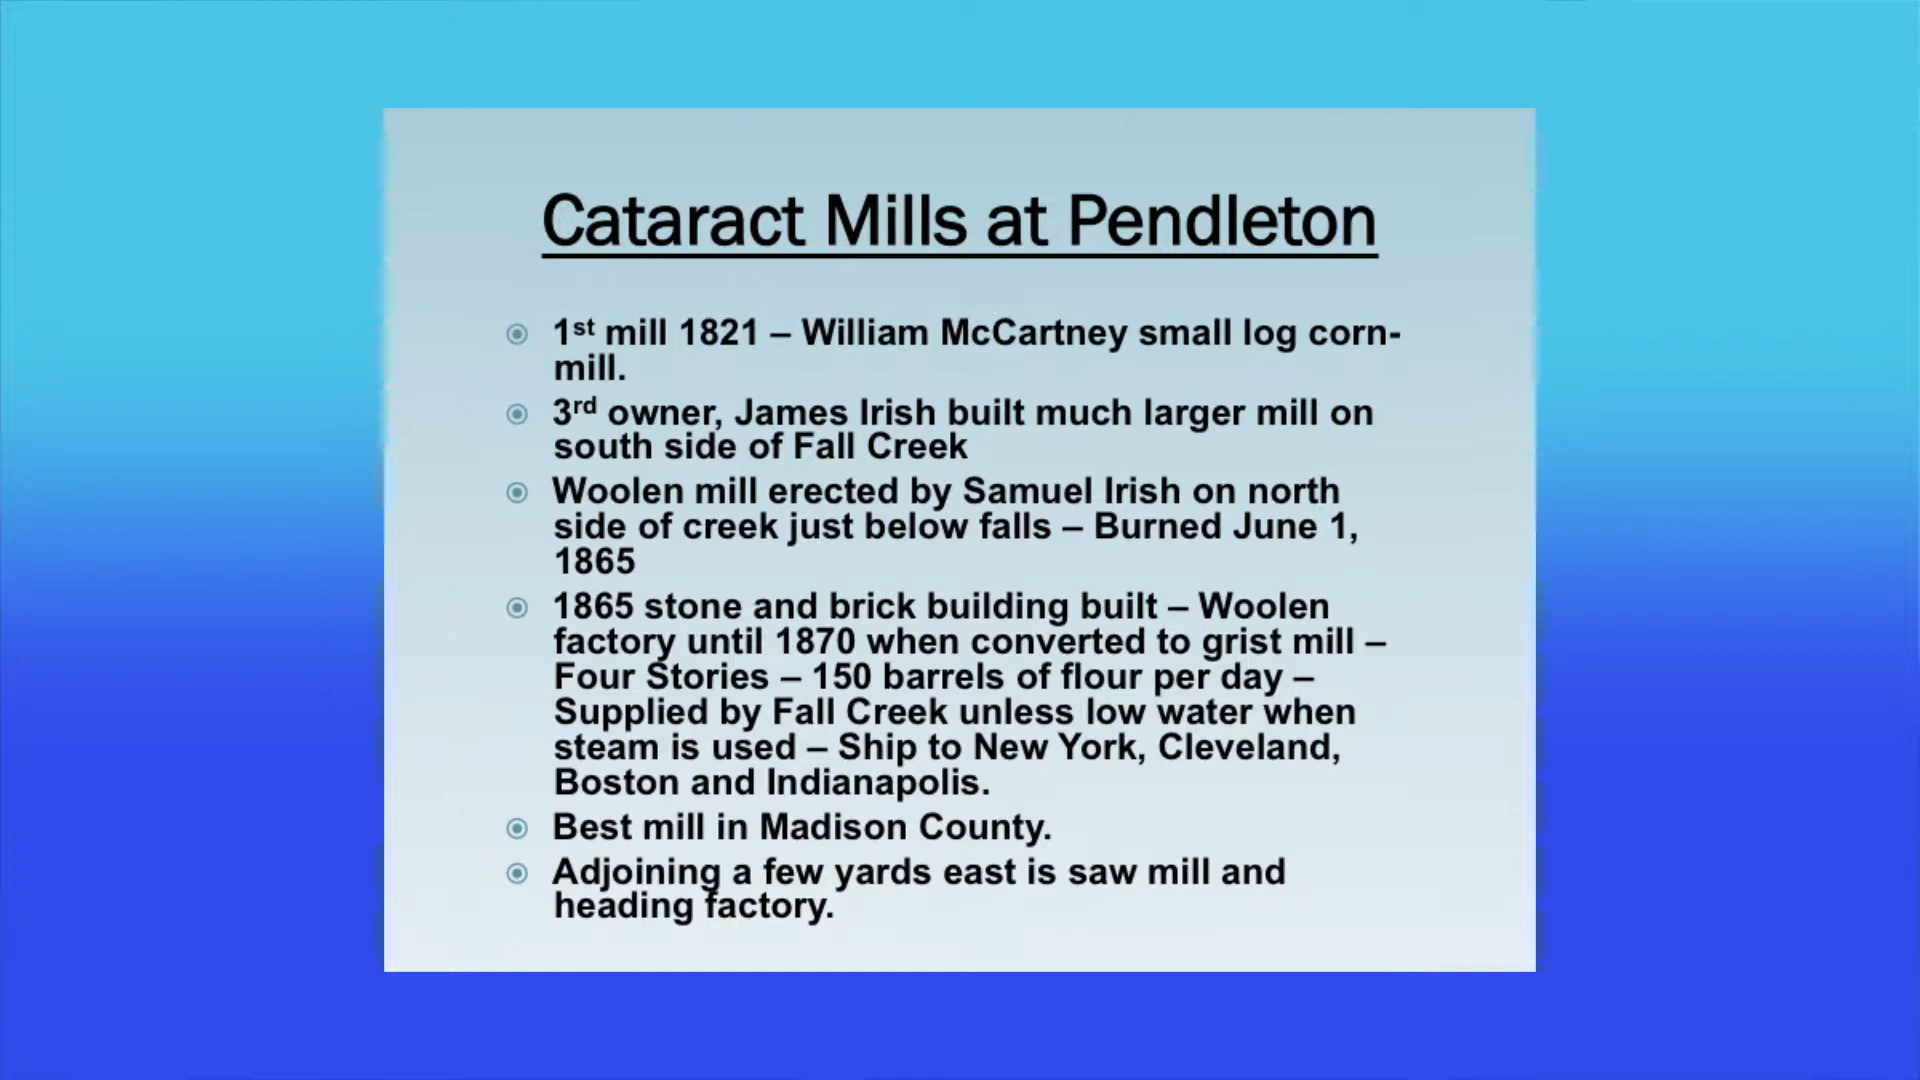 Cataract Mills at Pendleton
1st mill 1821 – William McCartney small log corn-
mill.
3rd owner, James Irish built much larger mill on
south side of Fall Creek
Woolen mill erected by Samuel Irish on north
side of creek just below falls – Burned June 1,
1865
1865 stone and brick building built – Woolen
factory until 1870 when converted to grist mill –
Four Stories – 150 barrels of flour per day –
Supplied by Fall Creek unless low water when
steam is used – Ship to New York, Cleveland,
Boston and Indianapolis.
Best mill in Madison County.
Adjoining a few yards east is saw mill and
heading factory.